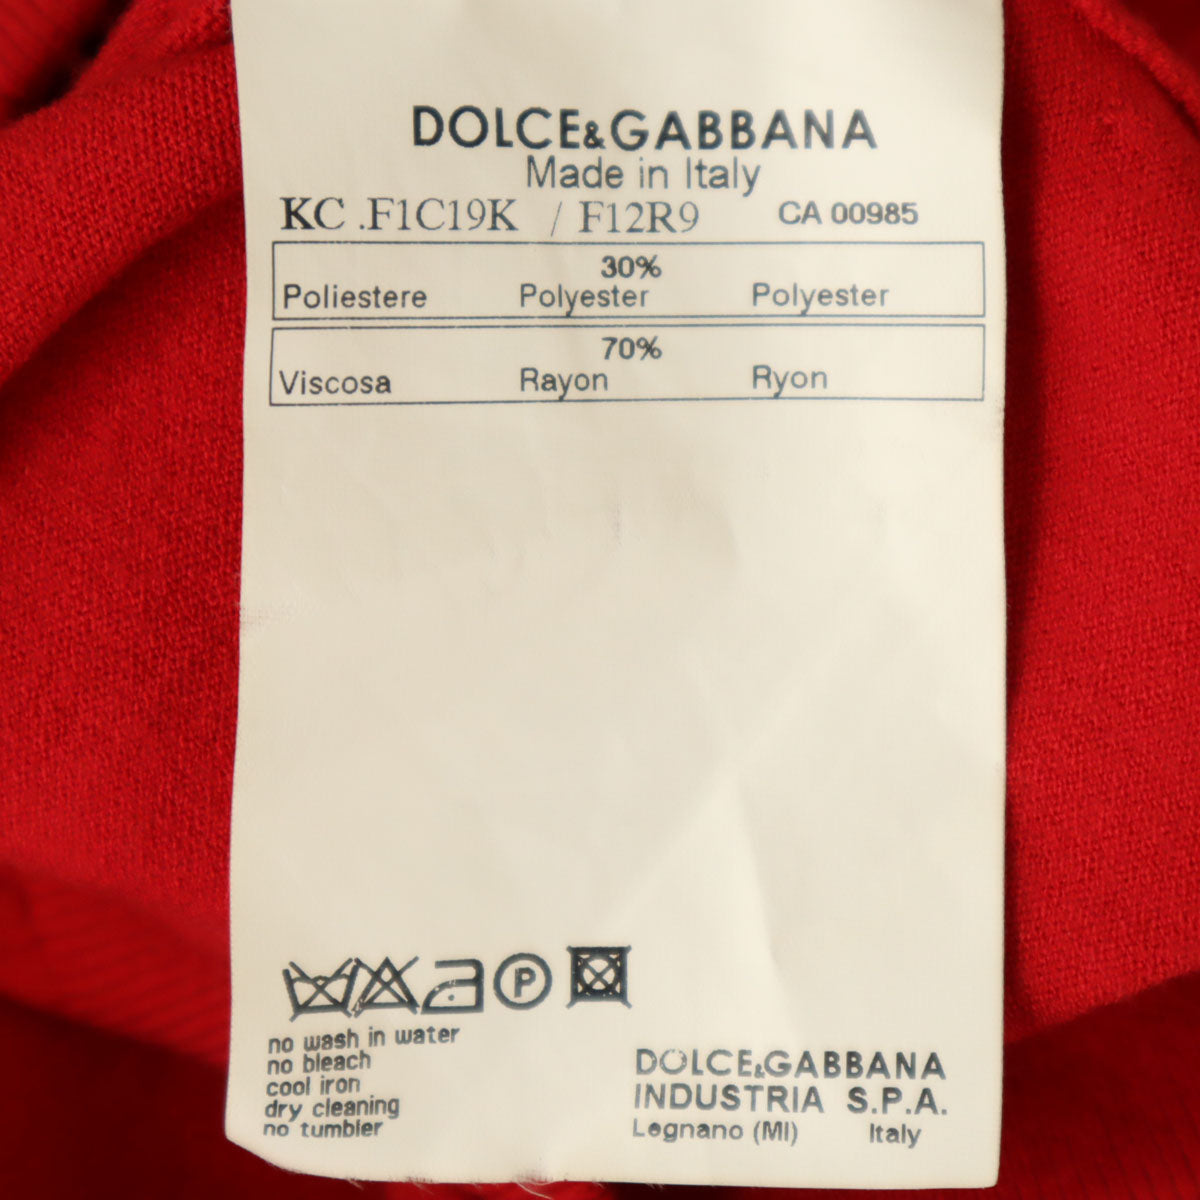 DOLCE&GABBANA
Made in Italy
KC .F1C19K / F12R9 CA 00985
30%
Poliestere Polyester Polyester
70%
Viscosa Rayon Ryon
P
no wash in water
no bleach
cool iron
dry cleaning
no tumbler
DOLCE&GABBANA
INDUSTRIA S.P.A.
Legnano (MI) Italy